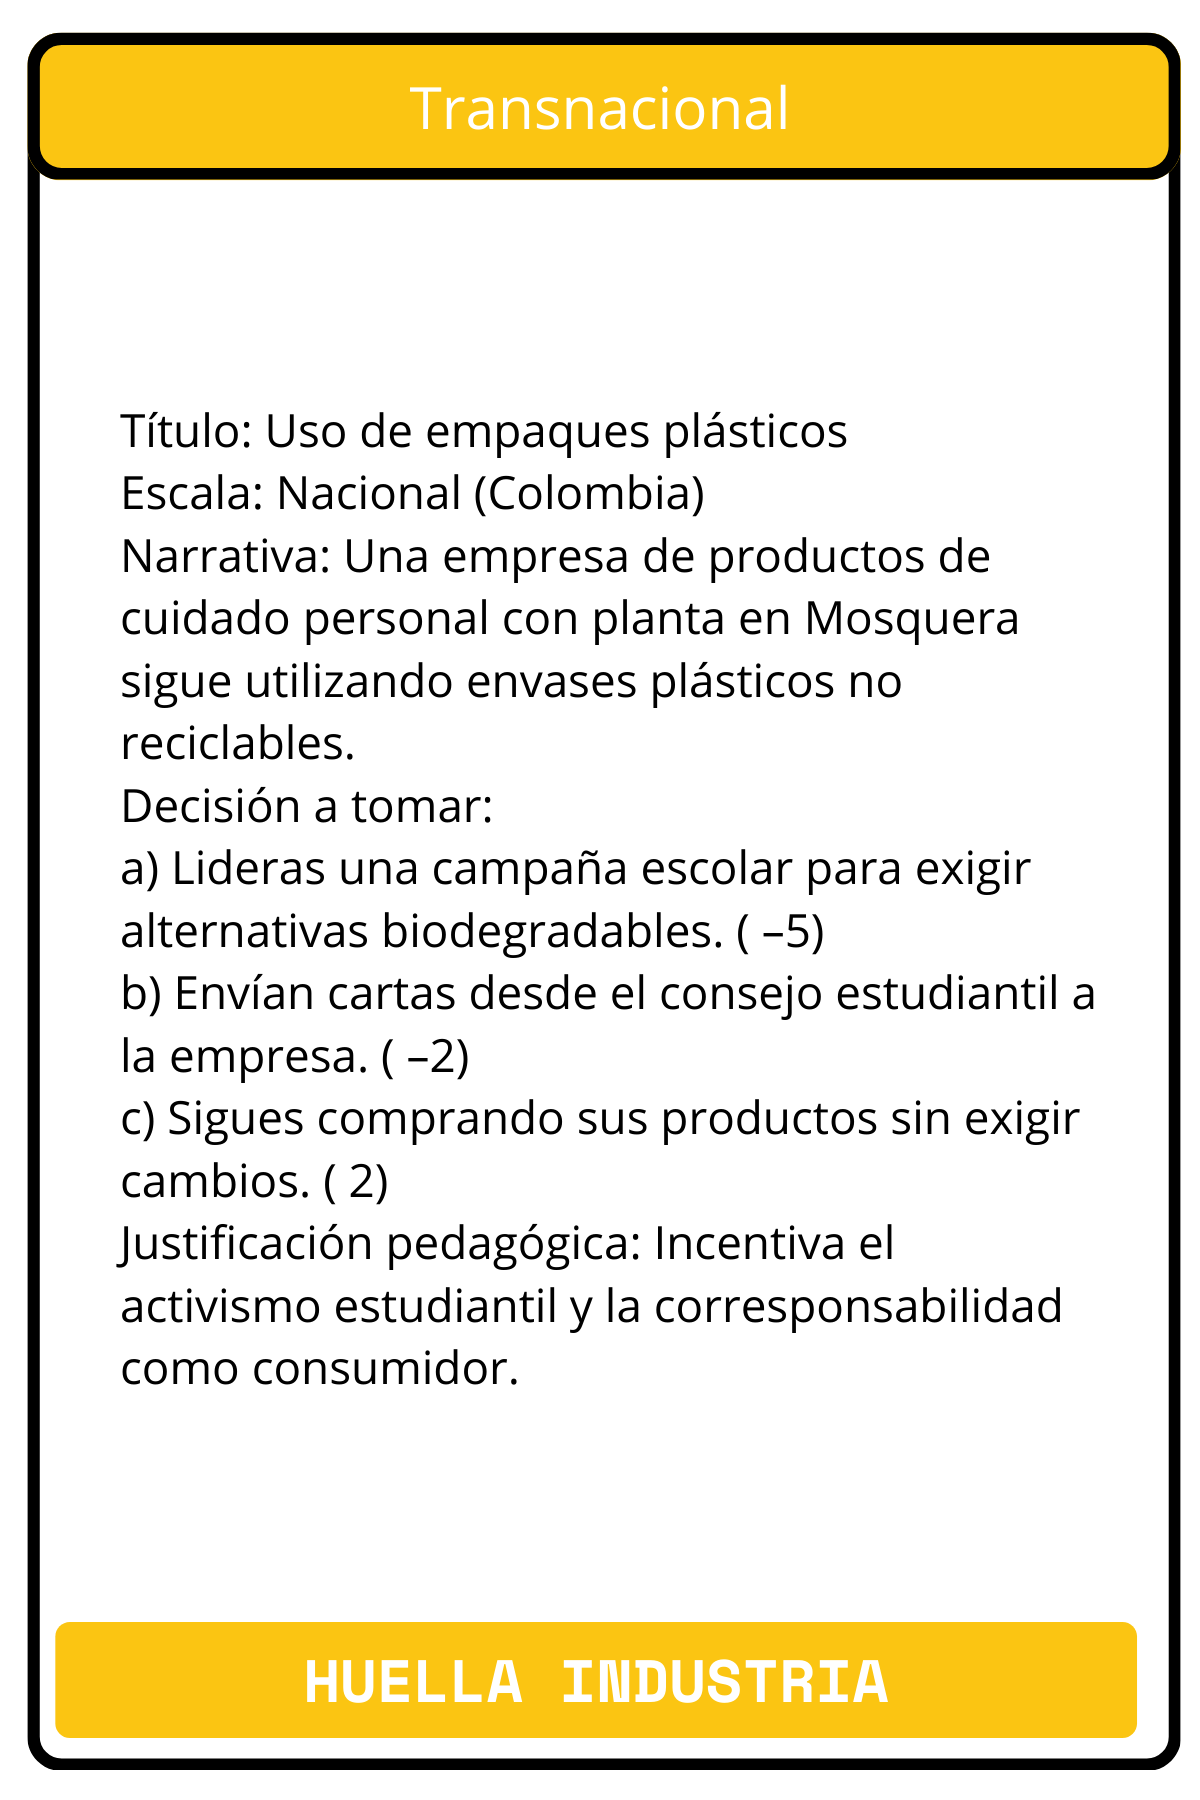 Transnacional
Título: Uso de empaques plásticos
Escala: Nacional (Colombia)
Narrativa: Una empresa de productos de
cuidado personal con planta en Mosquera
sigue utilizando envases plásticos no
reciclables.
Decisión a tomar:
a) Lideras una campaña escolar para exigir
alternativas biodegradables. ( –5)
b) Envían cartas desde el consejo estudiantil a
la empresa. ( –2)
c) Sigues comprando sus productos sin exigir
cambios. ( 2)
Justificación pedagógica: Incentiva el
activismo estudiantil y la corresponsabilidad
como consumidor.
HUELLA INDUSTRIA